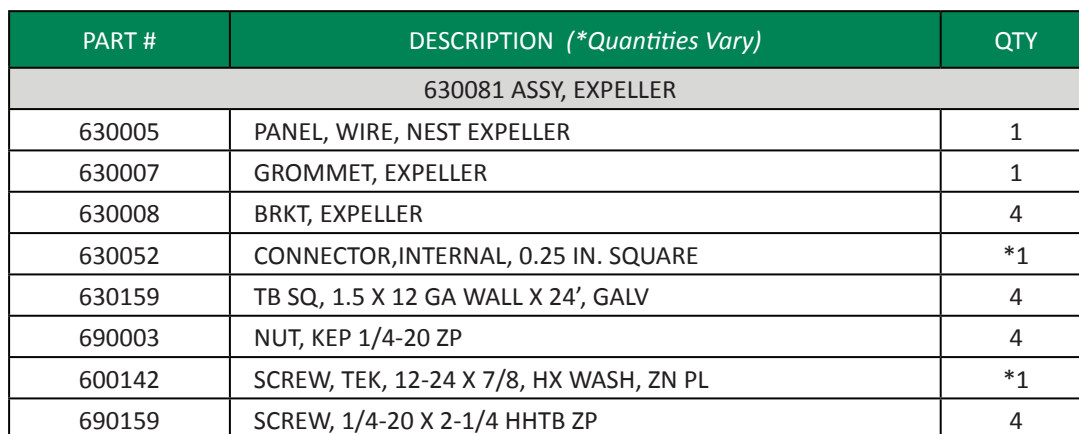 PART # DESCRIPTION (*Quantities Vary) QTY
630081 ASSY, EXPELLER
630005 PANEL, WIRE, NEST EXPELLER 1
630007 GROMMET, EXPELLER 1
630008 BRKT, EXPELLER 4
630052 CONNECTOR,INTERNAL, 0.25 IN. SQUARE *1
630159 TB SQ, 1.5 X 12 GA WALL X 24’, GALV 4
690003 NUT, KEP 1/4-20 ZP 4
600142 SCREW, TEK, 12-24 X 7/8, HX WASH, ZN PL *1
690159 SCREW, 1/4-20 X 2-1/4 HHTB ZP 4